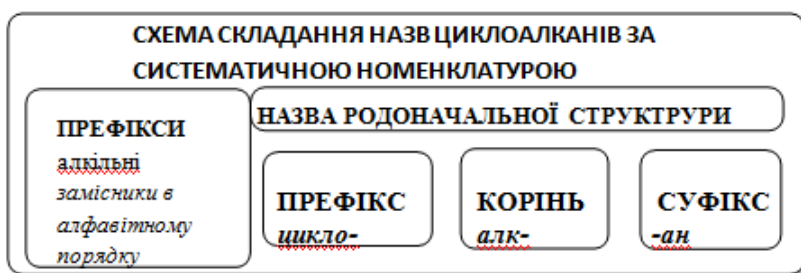 СХЕМА СКЛАДАННЯ НАЗВ ЦИКЛОАЛКАНІВ ЗА
СИСТЕМАТИЧНОЮ НОМЕНКЛАТУРОЮ
ПРЕФІКСИ
алкільні
замісники в
алфавітному
порядку
НАЗВА РОДОНАЧАЛЬНОЇ СТРУКТРУРИ
ПРЕФІКС
цикло-
КОРІНЬ
алк-
СУФІКС
-ан